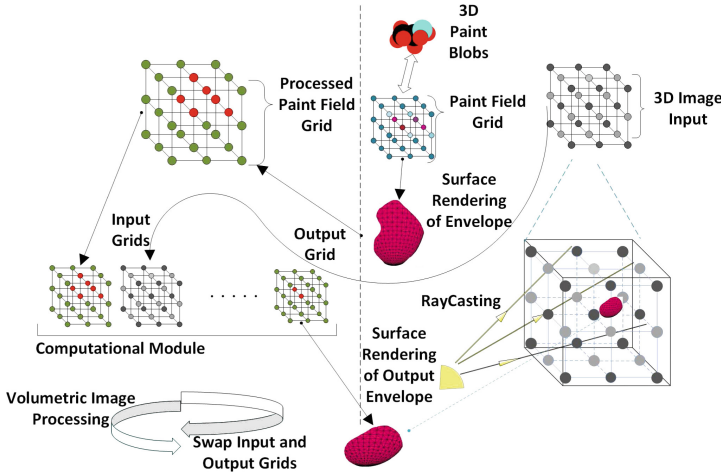 3D
Paint
Blobs
Processed
Paint Field
Grid
Paint Field
Grid
3D Image
Input
Surface
Rendering
of Envelope
Input
Grids
Output
Grid
RayCasting
Computational Module
Surface
Rendering
of Output
Envelope
Volumetric Image
Processing
Swap Input and
Output Grids